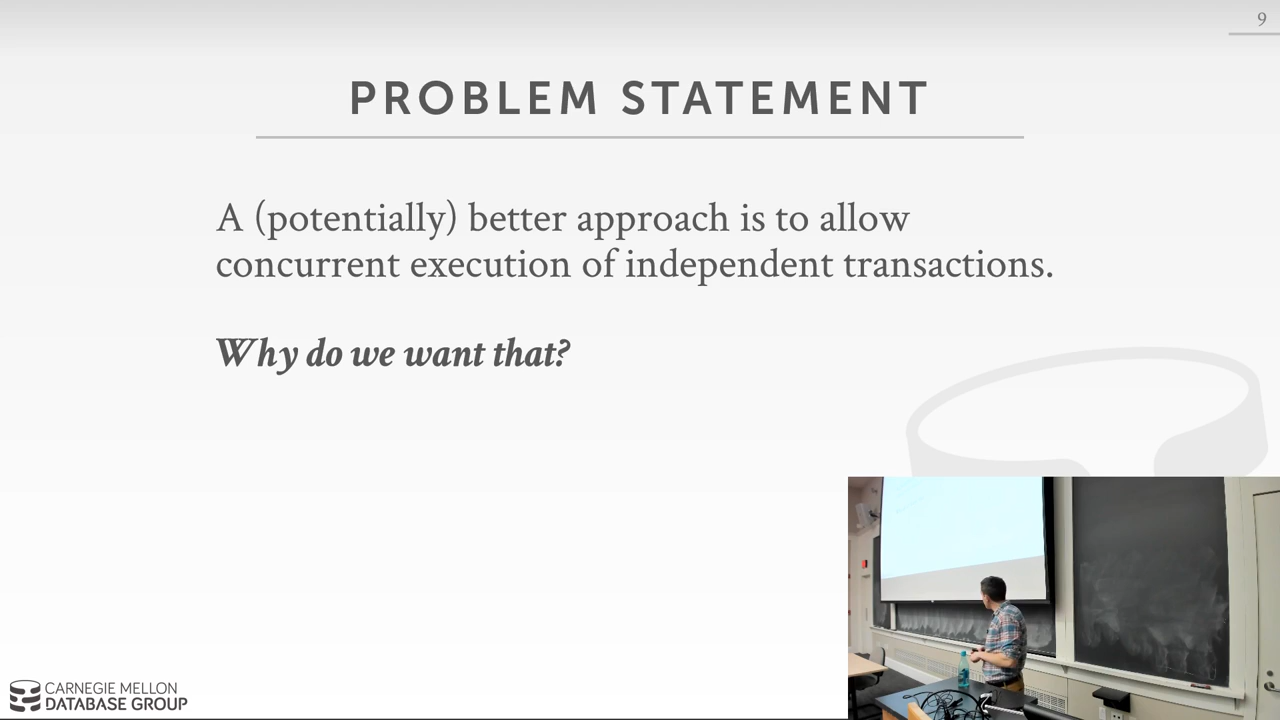 9
PROBLEM STATEMENT
A (potentially) better approach is to allow
concurrent execution of independent transactions.
Why do we want that?
CARNEGIE MELLON
DATABASE GROUP